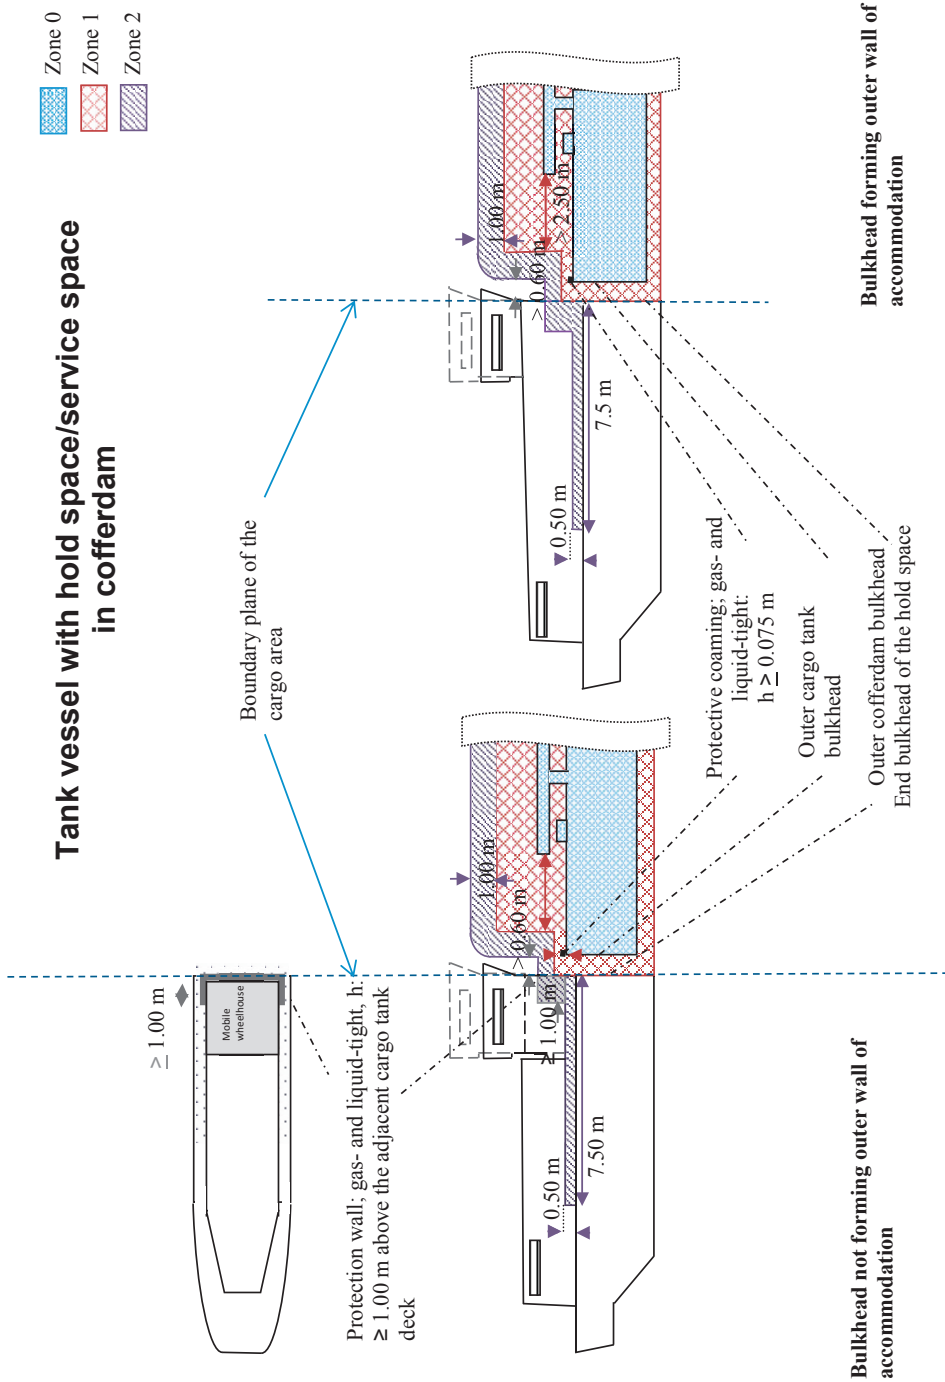 Tank vessel with hold space/service space
in cofferdam
Zone 0
Zone 1
Zone 2
≥ 1.00 m
Mobile
wheelhouse
Boundary plane of the
cargo area
Protection wall; gas- and liquid-tight, h:
≥ 1.00 m above the adjacent cargo tank
deck
1.00 m
> 0.60 m
≥ 1.00 m
0.50 m
7.50 m
1.00 m
> 0.60 m
> 2.50 m
0.50 m
7.5 m
Protective coaming; gas- and
liquid-tight:
h ≥ 0.075 m
Outer cargo tank
bulkhead
Outer cofferdam bulkhead
End bulkhead of the hold space
Bulkhead not forming outer wall of
accommodation
Bulkhead forming outer wall of
accommodation